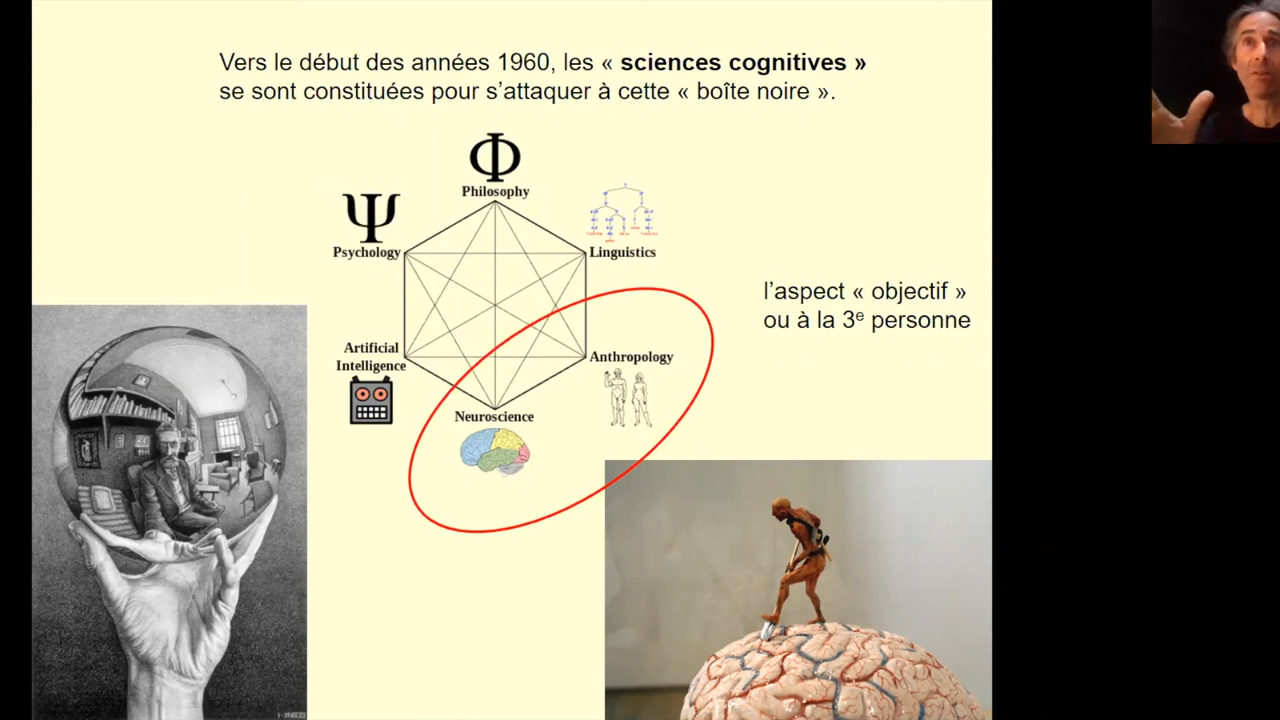 Vers le début des années 1960, les « sciences cognitives »
se sont constituées pour s’attaquer à cette « boîte noire ».
Φ
Philosophy
Ψ
Psychology
Linguistics
l’aspect « objectif »
ou à la 3e personne
Artificial
Intelligence
Anthropology
Neuroscience